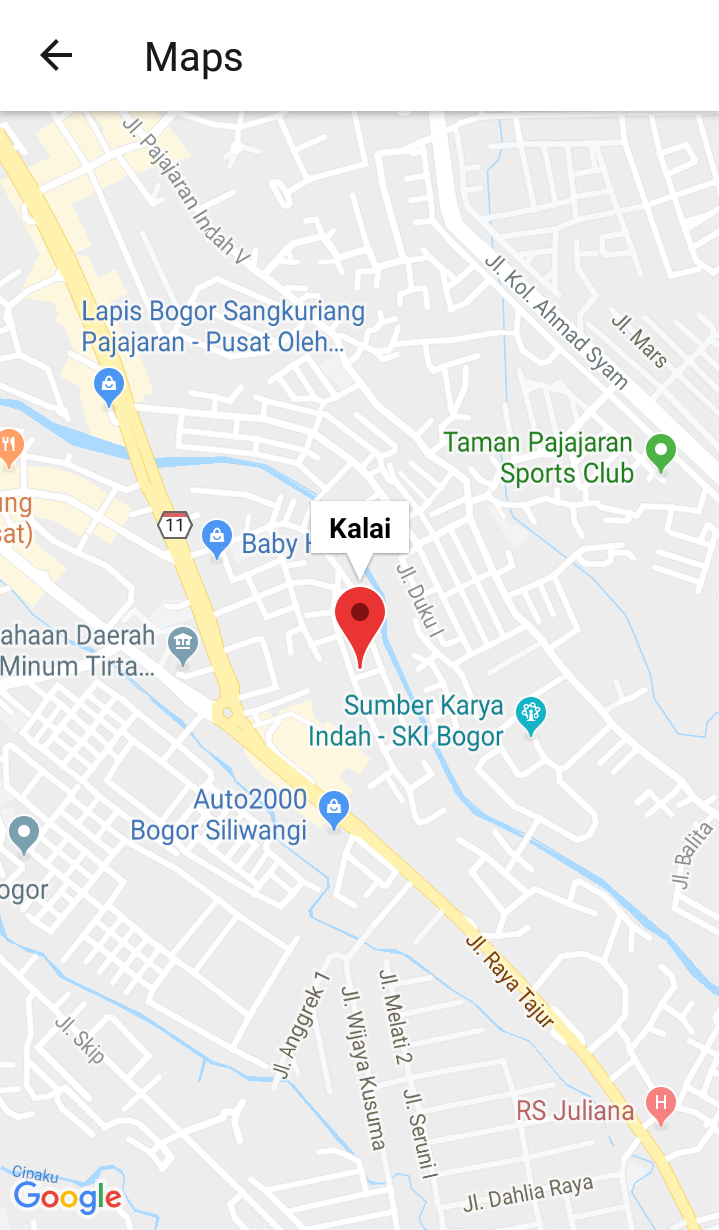 Maps
Jl. Pajajaran Indah V
Jl. Kol. Ahmad Syam
Jl. Mars
Lapis Bogor Sangkuriang
Pajajaran - Pusat Oleh...
Taman Pajajaran
Sports Club
ung
sat)
11
Baby H
Kalai
Jl. Duku I
ahaan Daerah
Minum Tirta...
Sumber Karya
Indah - SKI Bogor
Auto2000
Bogor Siliwangi
Jl. Balita
ogor
Jl. Raya Tajur
Jl. Anggrek 1
Jl. Wijaya Kusuma
Jl. Melati 2
Jl. Skip
Jl. Seruni I
RS Juliana
H
Cipaku
Google
Jl. Dahlia Raya